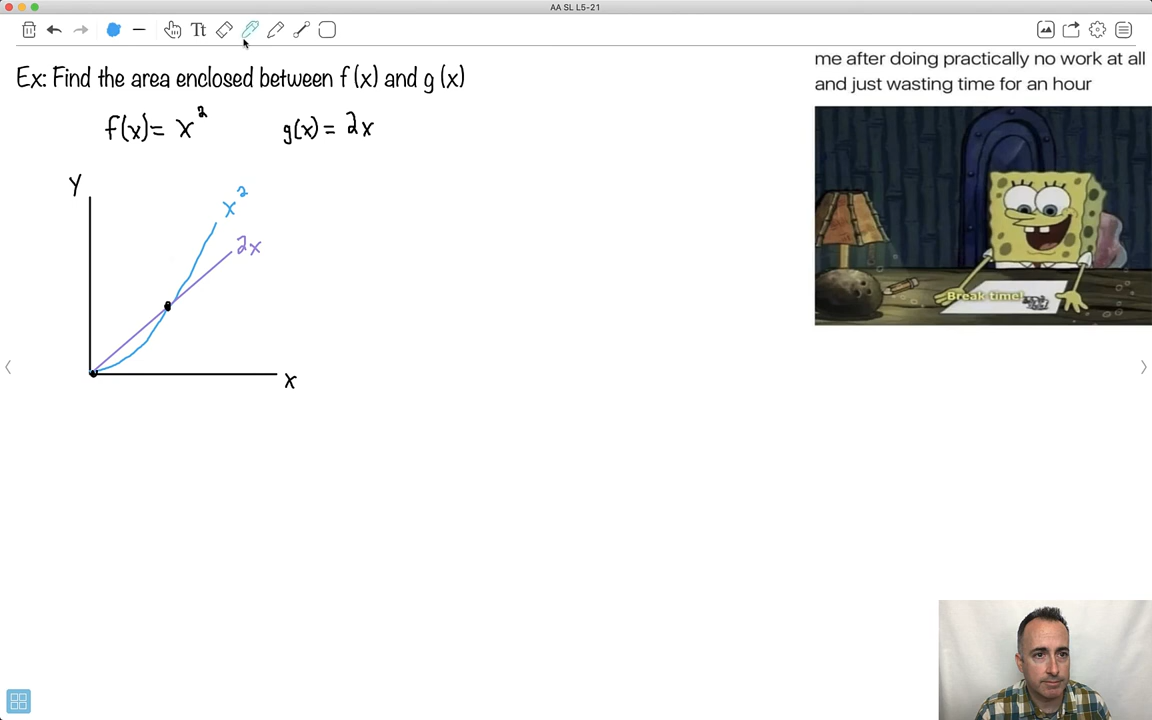 AA SL L5-21
Tt
me after doing practically no work at all
and just wasting time for an hour
Ex: Find the area enclosed between f(x) and g(x)
f(x)= x² g(x)= 2x
Y
x²
2x
x
Break time!